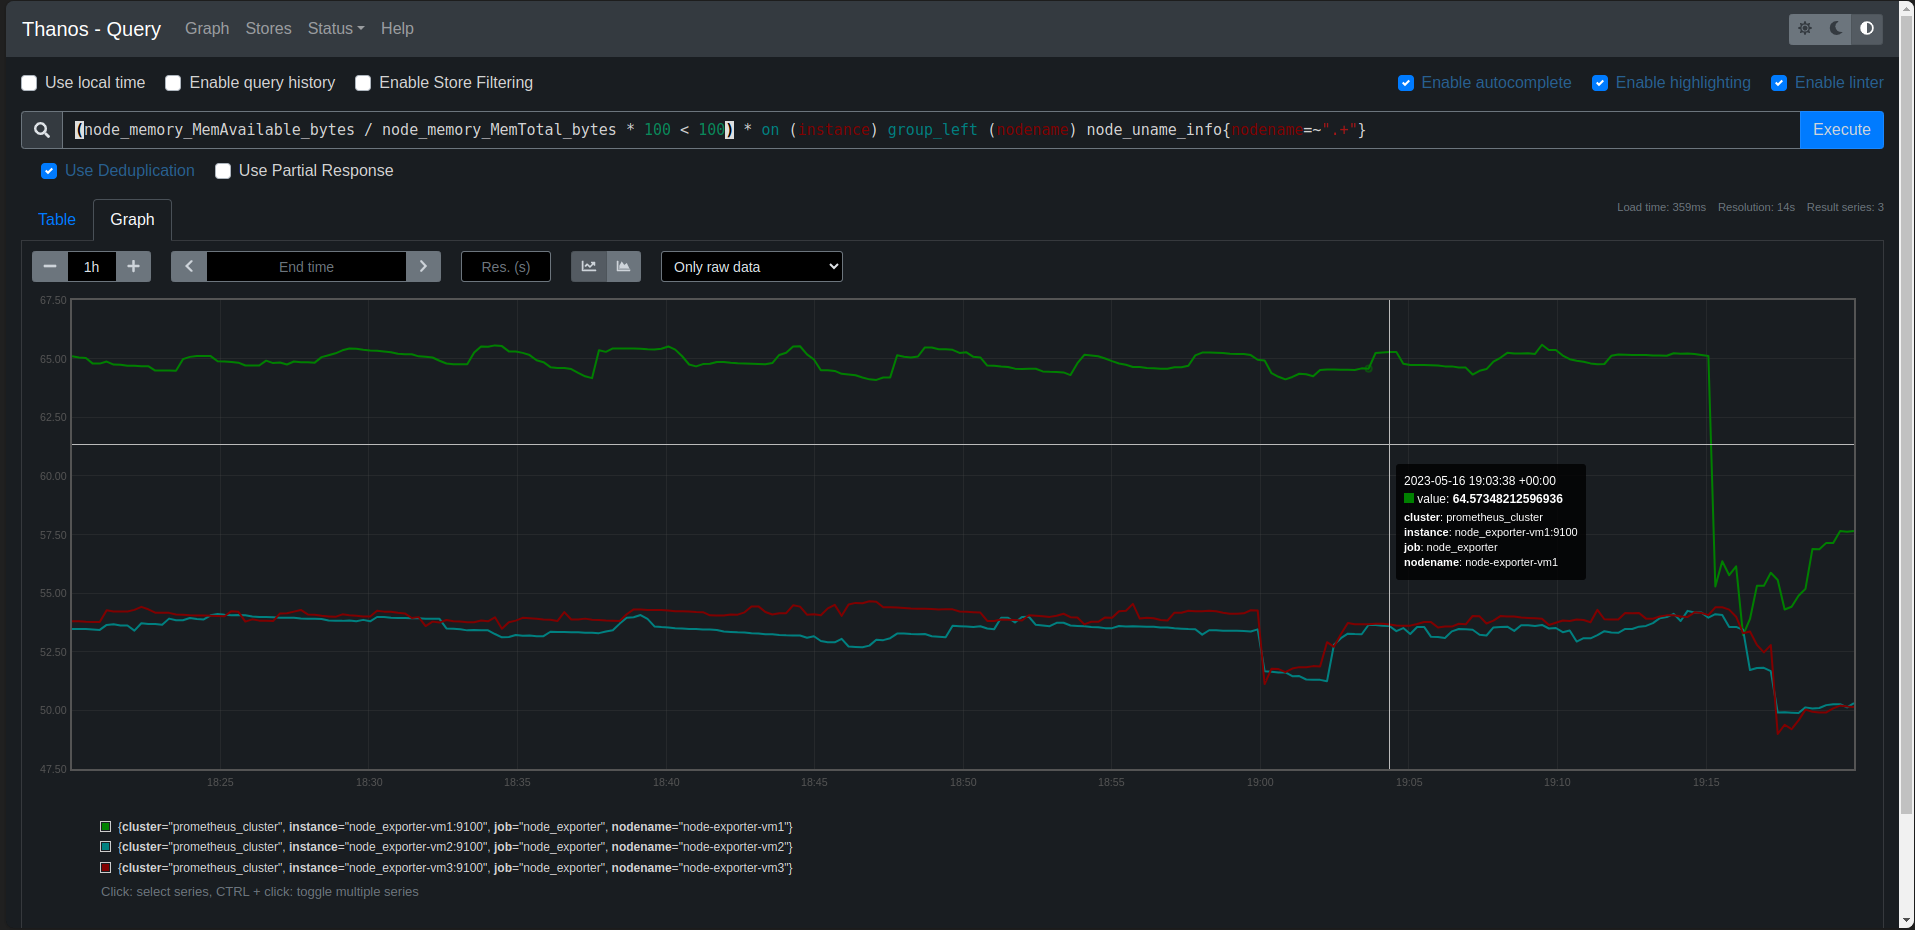 Thanos - Query Graph Stores Status Help
Use local time Enable query history Enable Store Filtering Enable autocomplete Enable highlighting Enable linter
(node_memory_MemAvailable_bytes / node_memory_MemTotal_bytes * 100 < 100) * on (instance) group_left (nodename) node_uname_info{nodename=~".+"} Execute
Use Deduplication Use Partial Response
Table Graph Load time: 359ms Resolution: 14s Result series: 3
1h End time Res. (s) Only raw data
67.50
65.00
62.50
60.00
57.50
55.00
52.50
50.00
47.50
2023-05-16 19:03:38 +00:00
value: 64.57348212596936
cluster: prometheus_cluster
instance: node_exporter-vm1:9100
job: node_exporter
nodename: node-exporter-vm1
18:25 18:30 18:35 18:40 18:45 18:50 18:55 19:00 19:05 19:10 19:15
{cluster="prometheus_cluster", instance="node_exporter-vm1:9100", job="node_exporter", nodename="node-exporter-vm1"}
{cluster="prometheus_cluster", instance="node_exporter-vm2:9100", job="node_exporter", nodename="node-exporter-vm2"}
{cluster="prometheus_cluster", instance="node_exporter-vm3:9100", job="node_exporter", nodename="node-exporter-vm3"}
Click: select series, CTRL + click: toggle multiple series